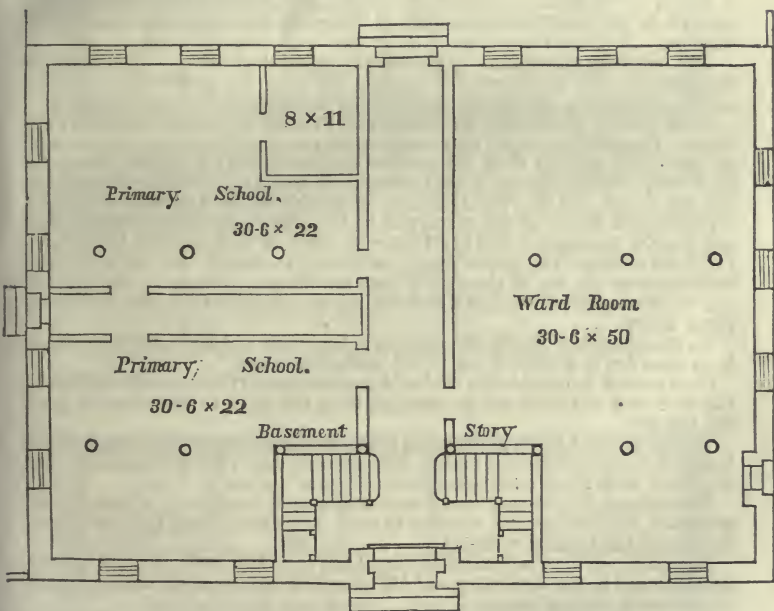 8 × 11
Primary School.
30-6 × 22
Ward Room
30-6 × 50
Primary School.
30-6 × 22
Basement Story